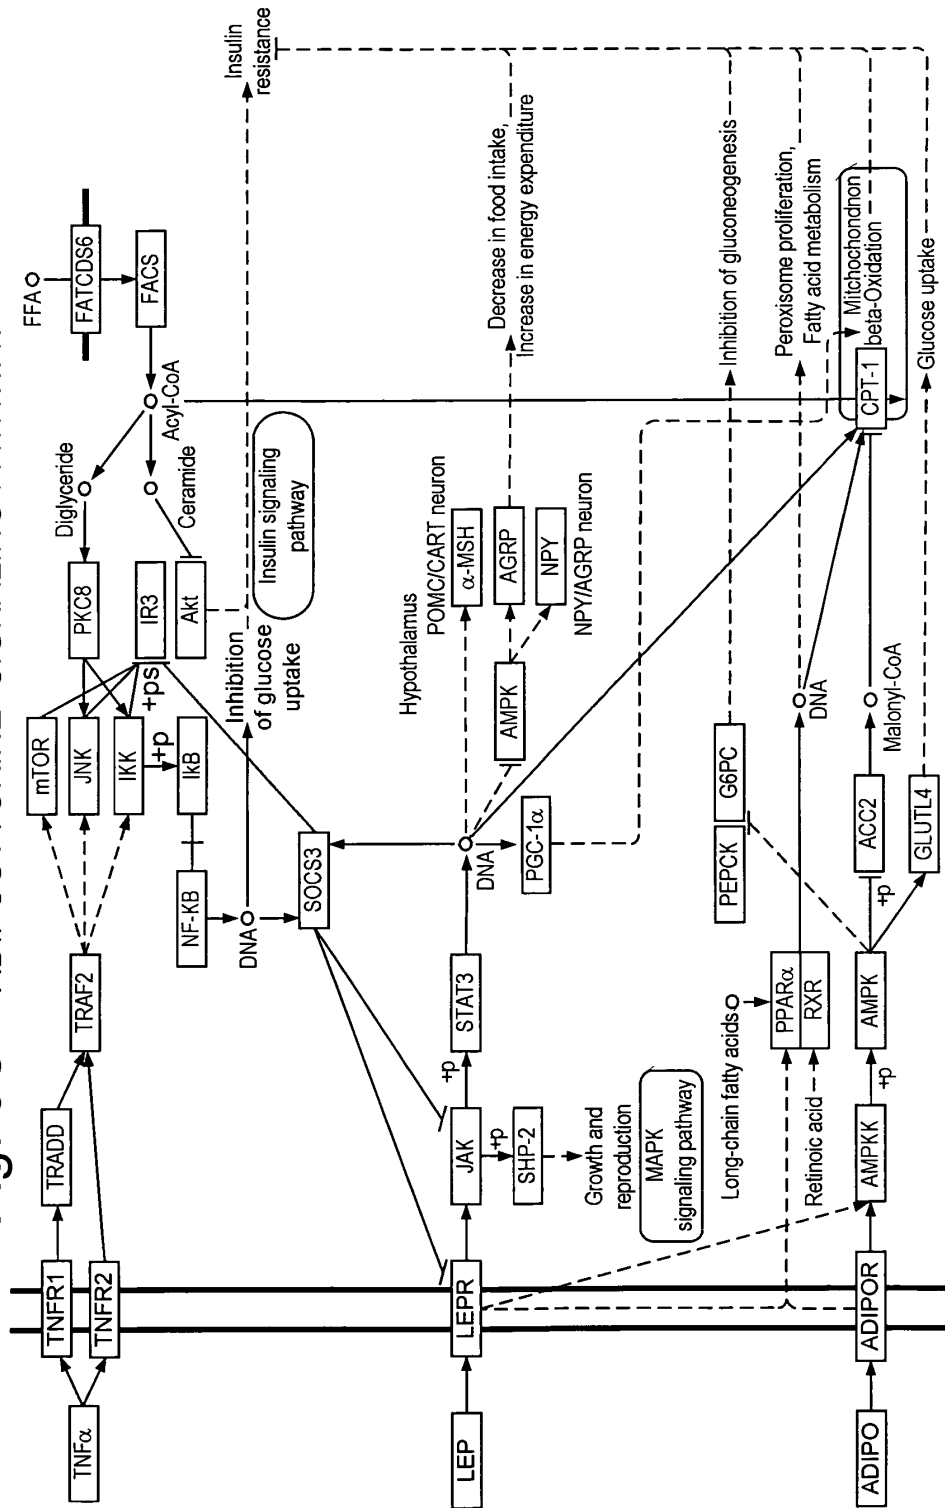 FFA
FATCDS6
FACS
Acyl-CoA
Diglyceride
Ceramide
PKC8
IR3
Akt
+ps
mTOR
JNK
IKK
+p
IkB
NF-KB
DNA
TRAF2
TRADD
TNFR1
TNFR2
TNFα
Inhibition
of glucose
uptake
Insulin signaling
pathway
Insulin
resistance
SOCS3
Hypothalamus
POMC/CART neuron
α-MSH
AGRP
NPY
NPY/AGRP neuron
AMPK
Decrease in food intake,
Increase in energy expenditure
DNA
PGC-1α
STAT3
+p
JAK
+p
SHP-2
Growth and
reproduction
MAPK
signaling pathway
LEPR
LEP
PEPCK
G6PC
Inhibition of gluconeogenesis
Long-chain fatty acids
PPARα
RXR
Retinoic acid
DNA
Peroxisome proliferation,
Fatty acid metabolism
Mitchochondnon
beta-Oxidation
CPT-1
Malonyl-CoA
ACC2
+p
AMPK
+p
AMPKK
ADIPOR
ADIPO
GLUTL4
Glucose uptake